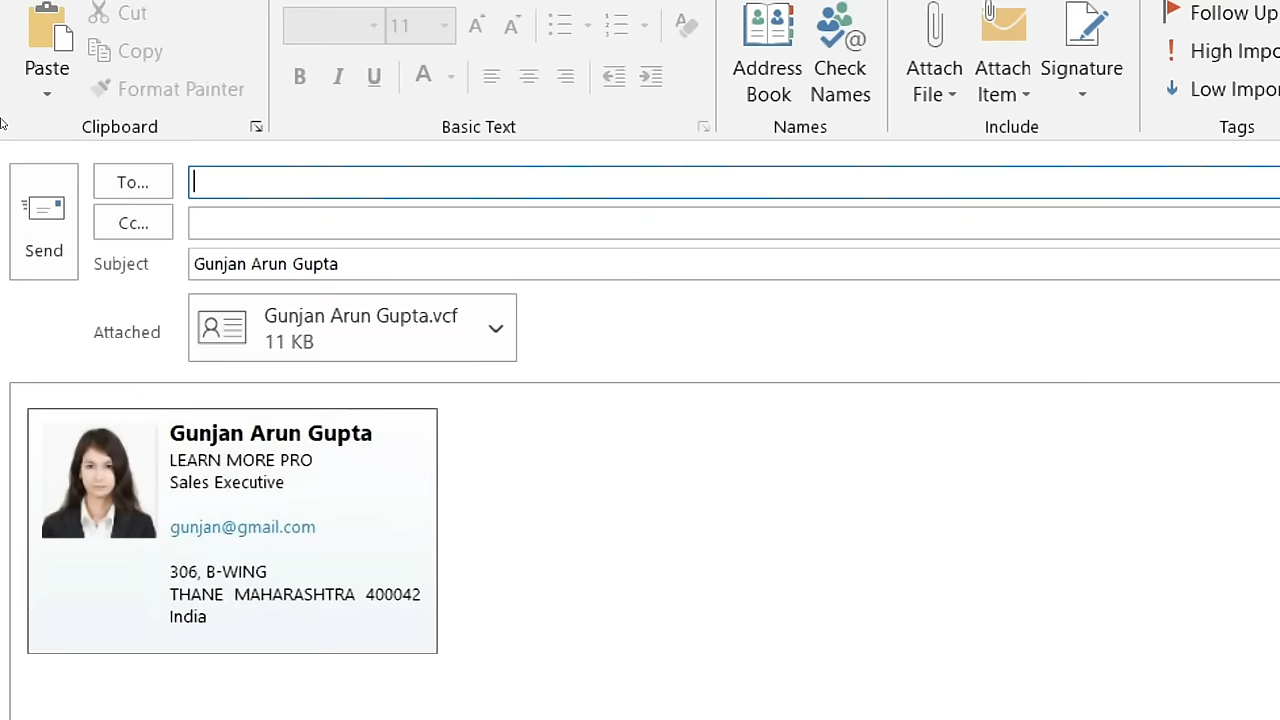 Cut
Copy
Paste
Format Painter
Clipboard
11
B I U A
Basic Text
Address Book
Check Names
Names
Attach File
Attach Item
Signature
Include
Follow Up
High Impo
Low Impor
Tags
Send
To...
Cc...
Subject
Gunjan Arun Gupta
Attached
Gunjan Arun Gupta.vcf
11 KB
Gunjan Arun Gupta
LEARN MORE PRO
Sales Executive
gunjan@gmail.com
306, B-WING
THANE MAHARASHTRA 400042
India